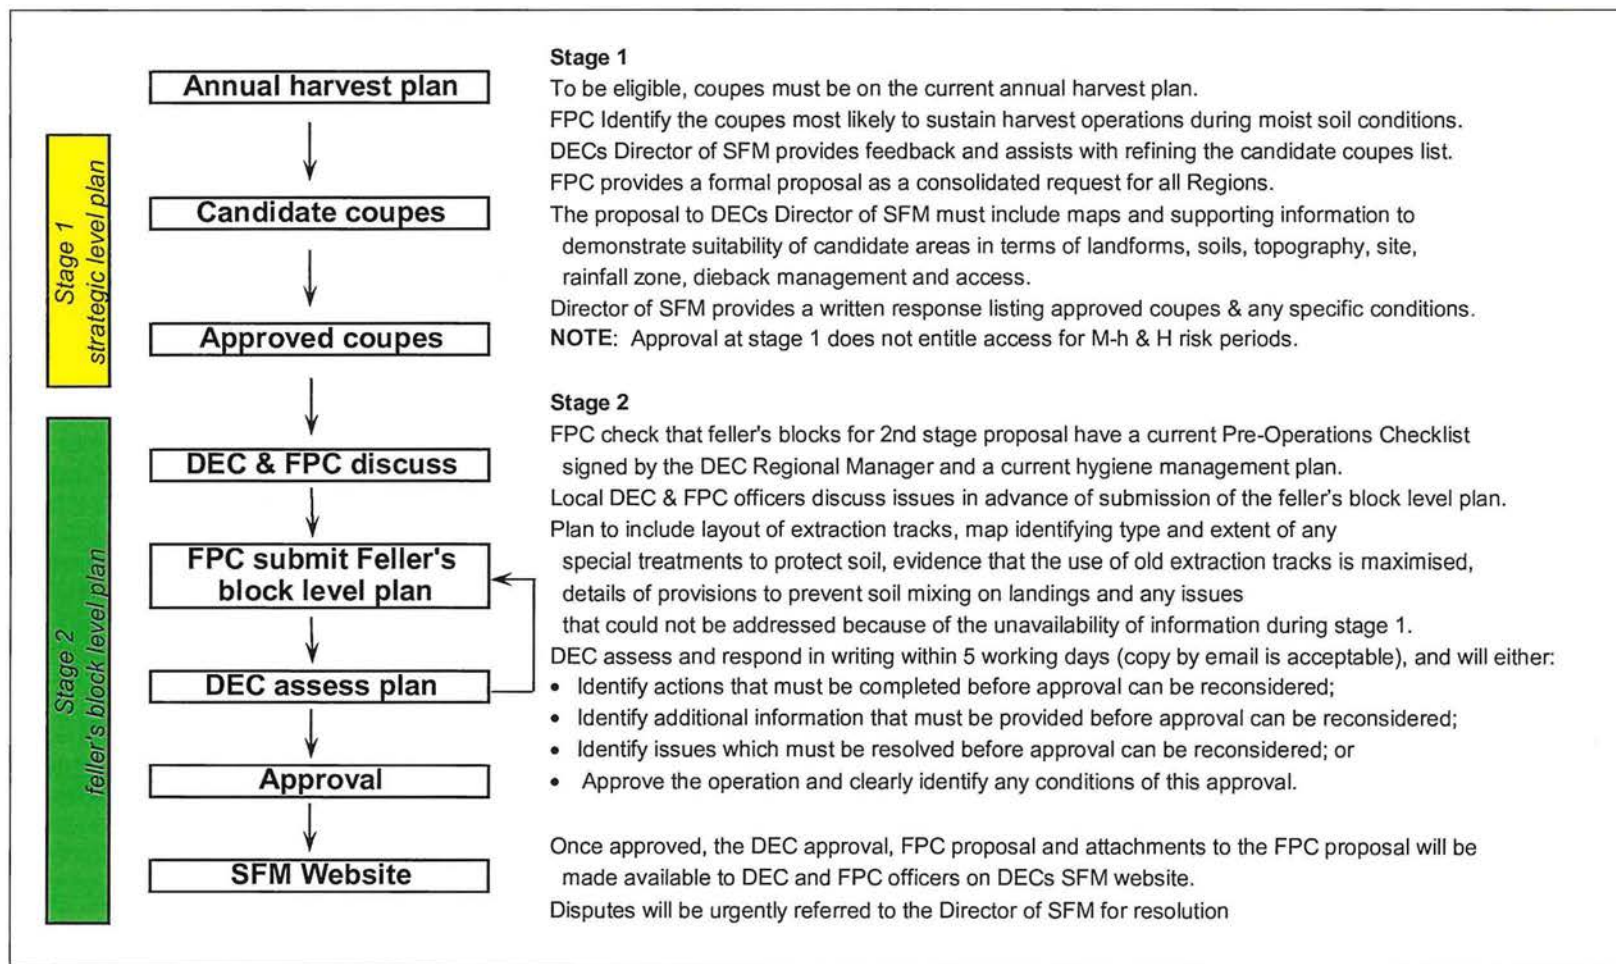 Annual harvest plan
Candidate coupes
Approved coupes
DEC & FPC discuss
FPC submit Feller's
block level plan
DEC assess plan
Approval
SFM Website
Stage 1
strategic level plan
Stage 2
feller's block level plan
Stage 1
To be eligible, coupes must be on the current annual harvest plan.
FPC Identify the coupes most likely to sustain harvest operations during moist soil conditions.
DECs Director of SFM provides feedback and assists with refining the candidate coupes list.
FPC provides a formal proposal as a consolidated request for all Regions.
The proposal to DECs Director of SFM must include maps and supporting information to
demonstrate suitability of candidate areas in terms of landforms, soils, topography, site,
rainfall zone, dieback management and access.
Director of SFM provides a written response listing approved coupes & any specific conditions.
NOTE: Approval at stage 1 does not entitle access for M-h & H risk periods.
Stage 2
FPC check that feller's blocks for 2nd stage proposal have a current Pre-Operations Checklist
signed by the DEC Regional Manager and a current hygiene management plan.
Local DEC & FPC officers discuss issues in advance of submission of the feller's block level plan.
Plan to include layout of extraction tracks, map identifying type and extent of any
special treatments to protect soil, evidence that the use of old extraction tracks is maximised,
details of provisions to prevent soil mixing on landings and any issues
that could not be addressed because of the unavailability of information during stage 1.
DEC assess and respond in writing within 5 working days (copy by email is acceptable), and will either:
• Identify actions that must be completed before approval can be reconsidered;
• Identify additional information that must be provided before approval can be reconsidered;
• Identify issues which must be resolved before approval can be reconsidered; or
• Approve the operation and clearly identify any conditions of this approval.
Once approved, the DEC approval, FPC proposal and attachments to the FPC proposal will be
made available to DEC and FPC officers on DECs SFM website.
Disputes will be urgently referred to the Director of SFM for resolution